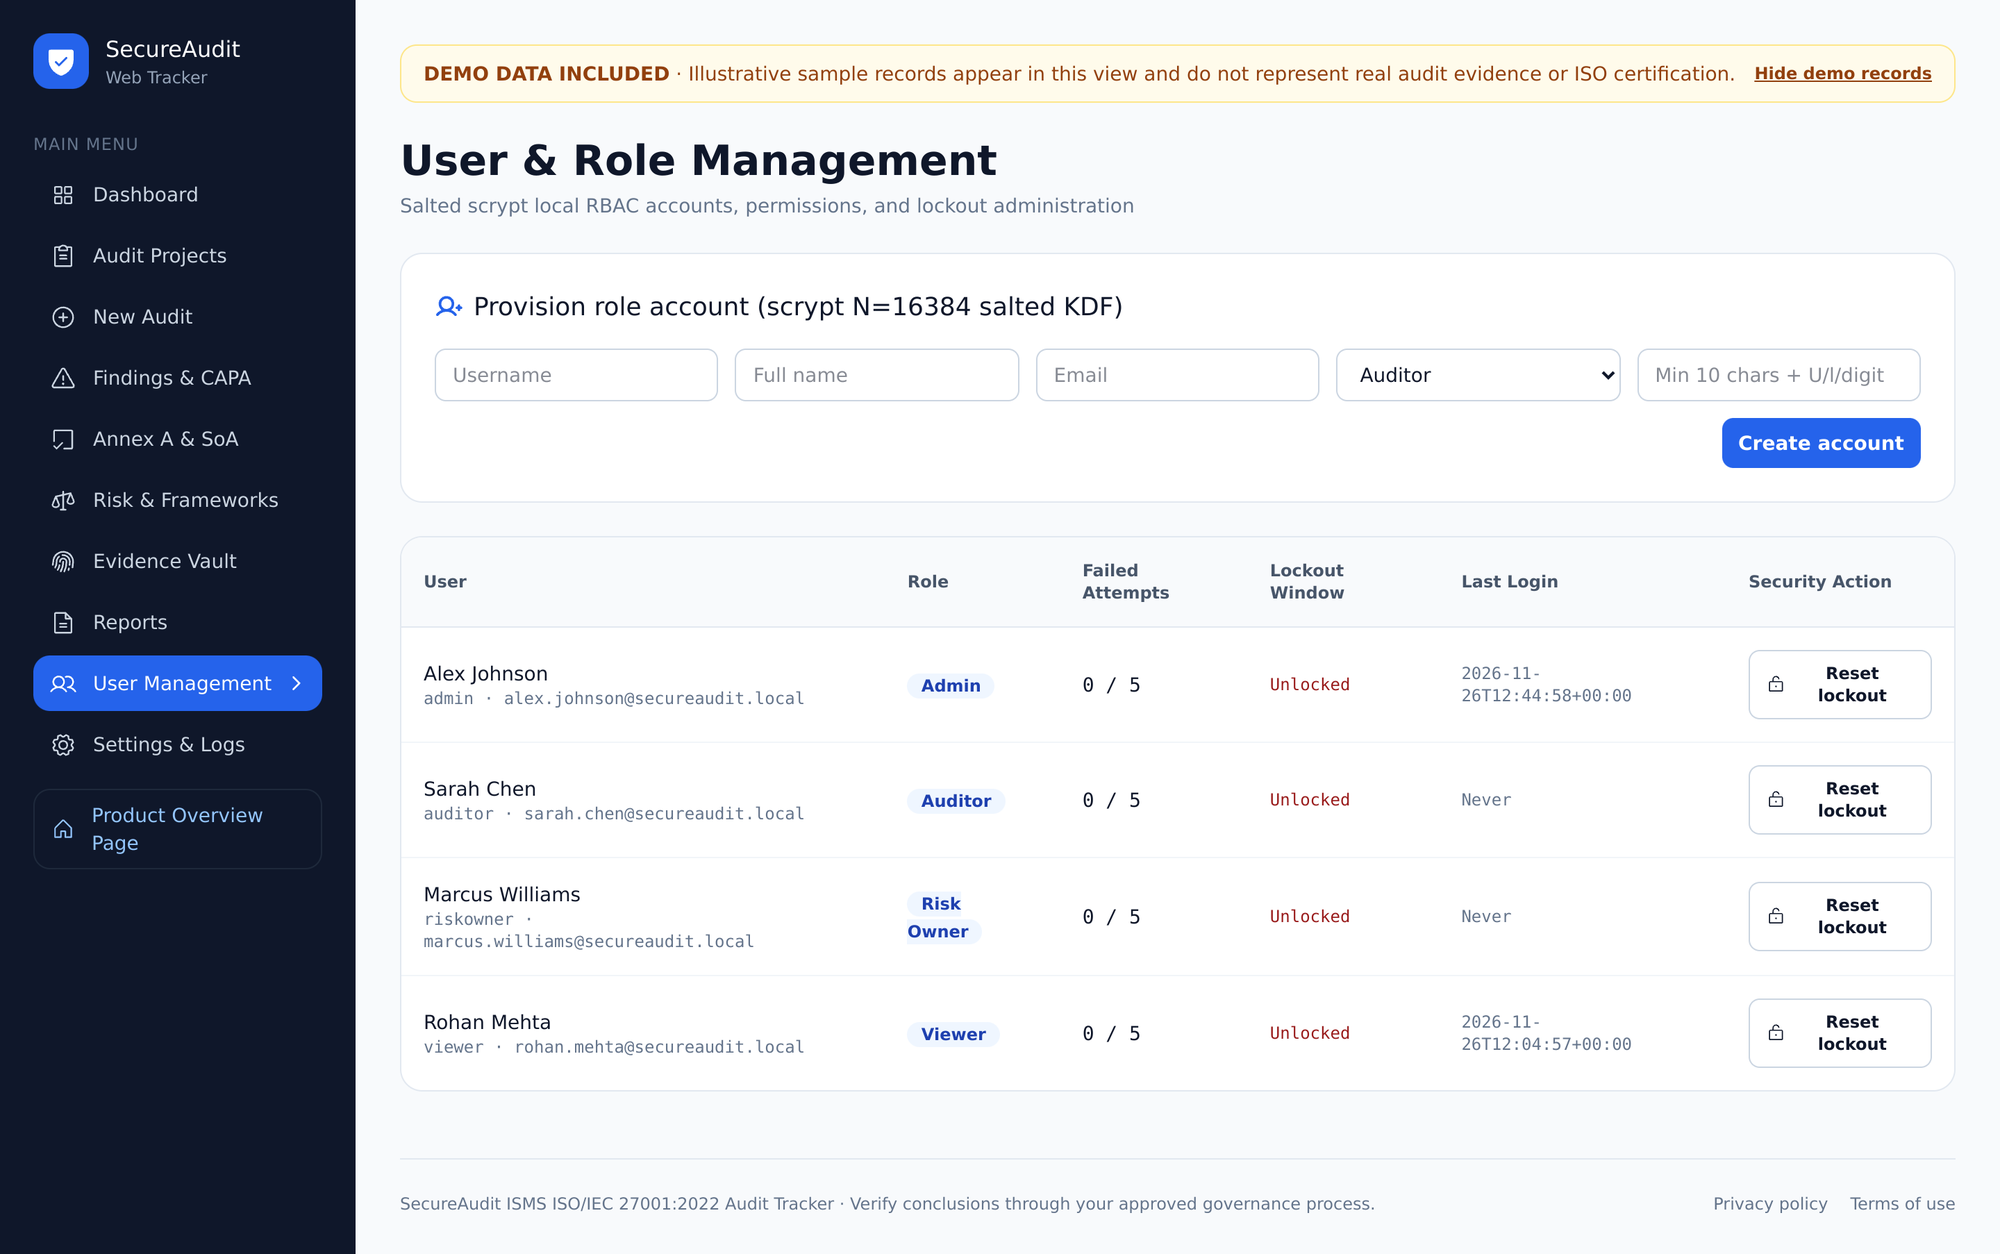 SecureAudit
Web Tracker
MAIN MENU
Dashboard
Audit Projects
New Audit
Findings & CAPA
Annex A & SoA
Risk & Frameworks
Evidence Vault
Reports
User Management
Settings & Logs
Product Overview
Page
DEMO DATA INCLUDED · Illustrative sample records appear in this view and do not represent real audit evidence or ISO certification. Hide demo records
User & Role Management
Salted scrypt local RBAC accounts, permissions, and lockout administration
Provision role account (scrypt N=16384 salted KDF)
Username Full name Email Auditor Min 10 chars + U/l/digit
Create account
User Role Failed Attempts Lockout Window Last Login Security Action
Alex Johnson
admin · alex.johnson@secureaudit.local
Admin
0 / 5
Unlocked
2026-11-
26T12:44:58+00:00
Reset
lockout
Sarah Chen
auditor · sarah.chen@secureaudit.local
Auditor
0 / 5
Unlocked
Never
Reset
lockout
Marcus Williams
riskowner ·
marcus.williams@secureaudit.local
Risk
Owner
0 / 5
Unlocked
Never
Reset
lockout
Rohan Mehta
viewer · rohan.mehta@secureaudit.local
Viewer
0 / 5
Unlocked
2026-11-
26T12:04:57+00:00
Reset
lockout
SecureAudit ISMS ISO/IEC 27001:2022 Audit Tracker · Verify conclusions through your approved governance process.
Privacy policy Terms of use